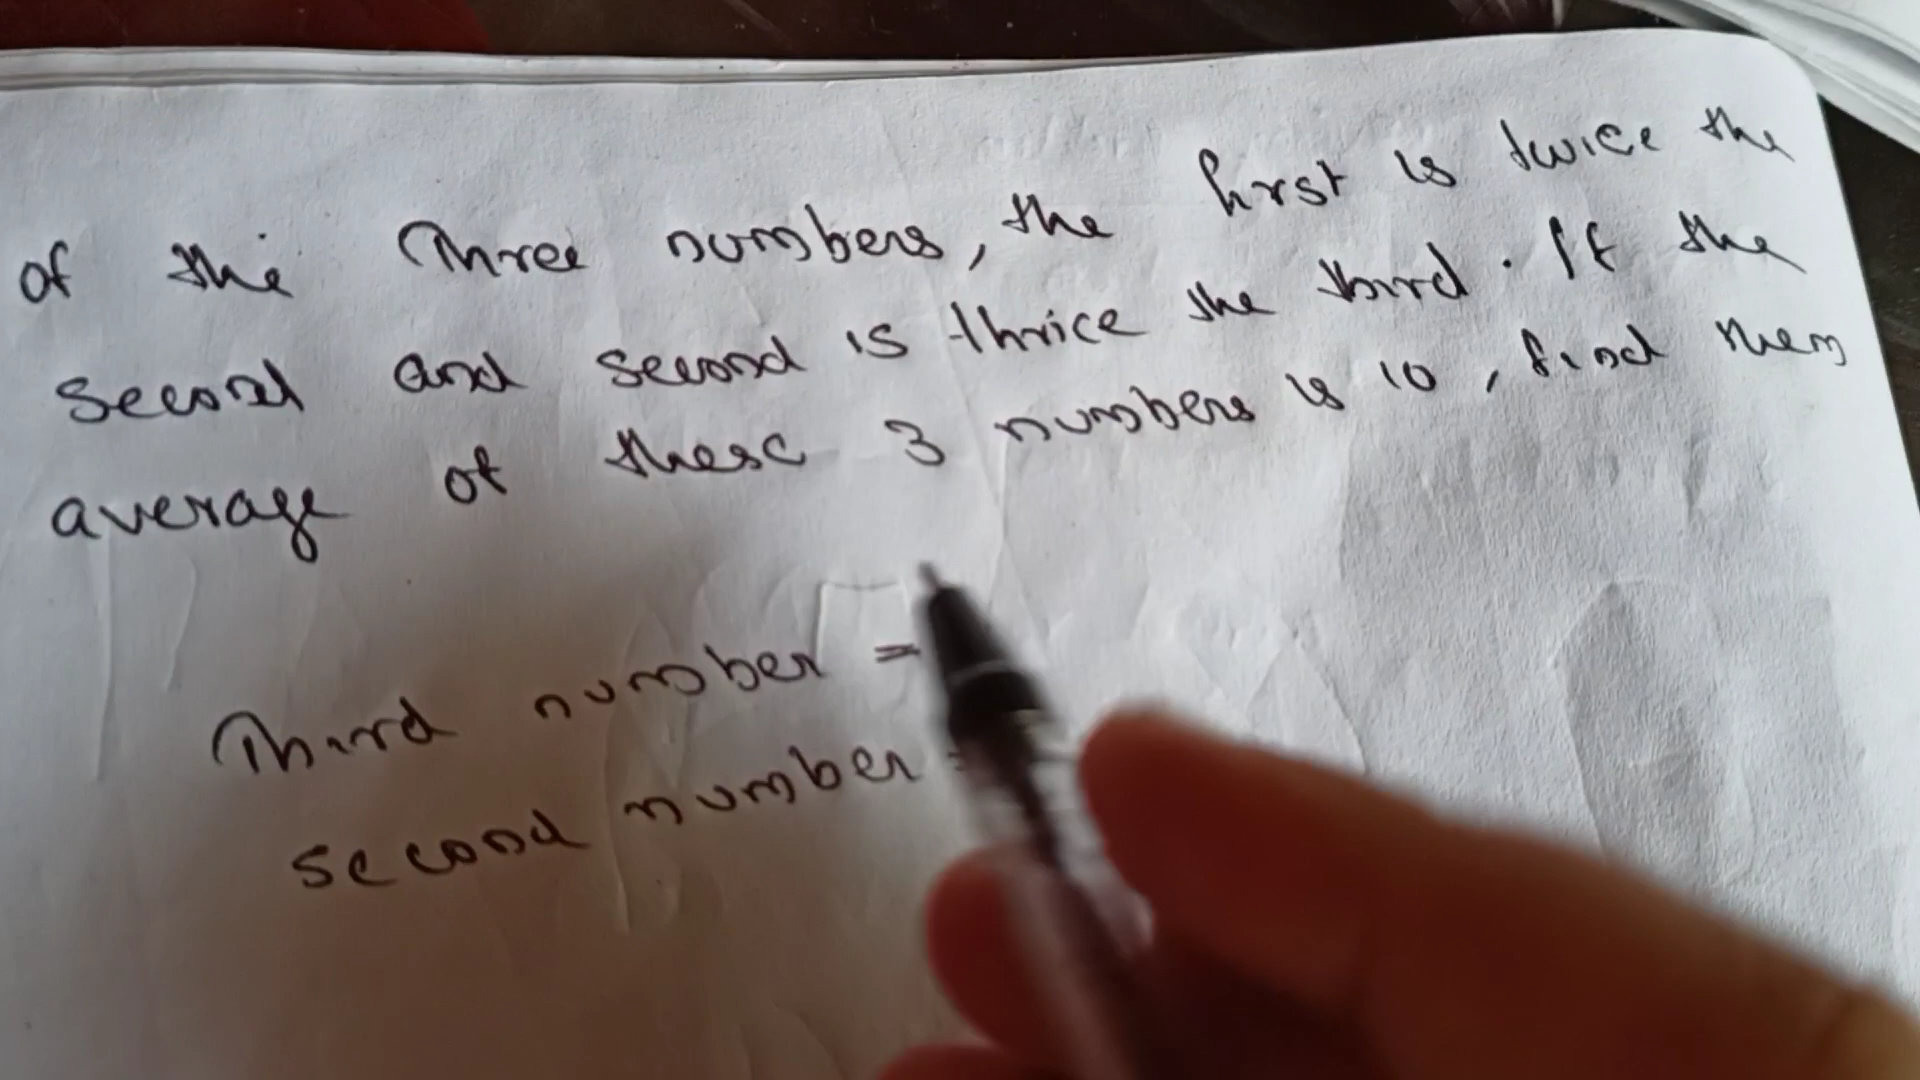 Of the Three numbers, the first is twice the
second and second is thrice the third. If the
average of these 3 numbers is 10, find them
Third number =
second number =